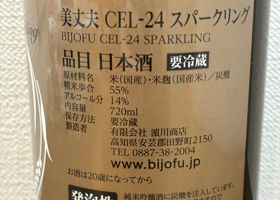 美丈夫 CEL-24 スパークリング
BIJOFU CEL-24 SPARKLING
品目 日本酒 要冷蔵
原材料名 米(国産)・米麹(国産米)／炭酸
精米歩合 55%
アルコール分 14%
内容量 720ml
保存方法 要冷蔵
製造者 有限会社 濵川商店
高知県安芸郡田野町2150
TEL 0887-38-2004
www.bijofu.jp
お酒は20歳になってから
発泡性 純米吟醸酒に炭酸を注入しています。